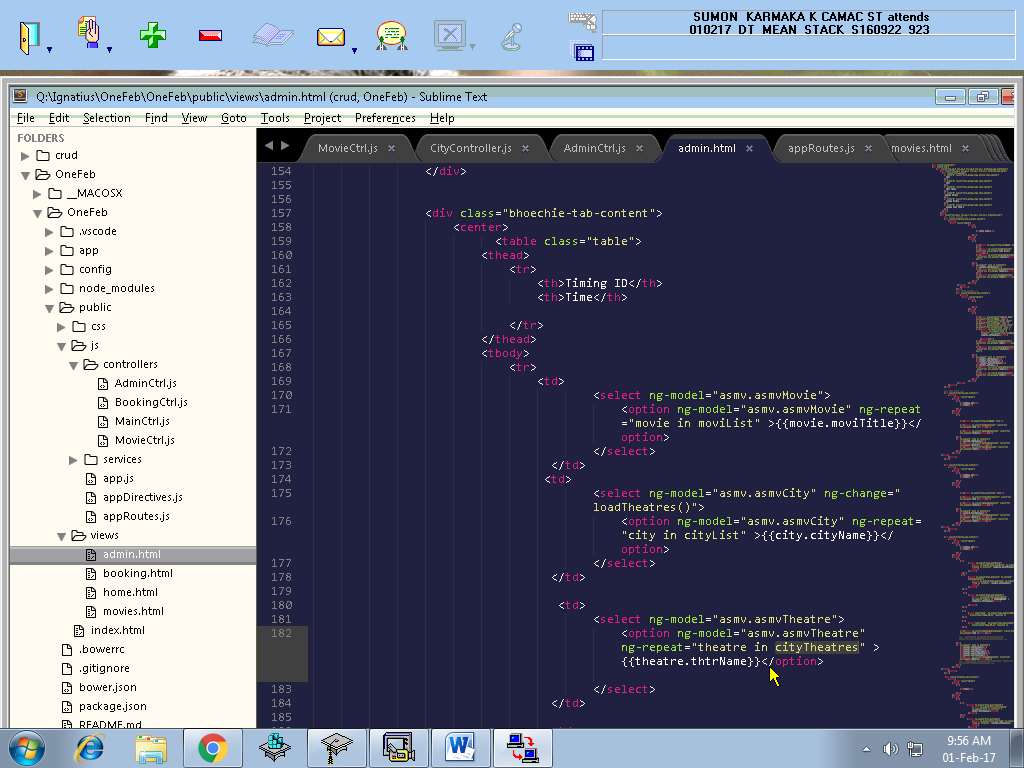 SUMON KARMAKA K CAMAC ST attends
010217 DT MEAN STACK S160922 923
Q:\Ignatius\OneFeb\OneFeb\public\views\admin.html (crud, OneFeb) - Sublime Text
File Edit Selection Find View Goto Tools Project Preferences Help
FOLDERS
crud
OneFeb
__MACOSX
OneFeb
.vscode
app
config
node_modules
public
css
js
controllers
AdminCtrl.js
BookingCtrl.js
MainCtrl.js
MovieCtrl.js
services
app.js
appDirectives.js
appRoutes.js
views
admin.html
booking.html
home.html
movies.html
index.html
.bowerrc
.gitignore
bower.json
package.json
README.md
MovieCtrl.js × CityController.js × AdminCtrl.js × admin.html × appRoutes.js × movies.html ×
154 </div>
155
156
157 <div class="bhoechie-tab-content">
158 <center>
159 <table class="table">
160 <thead>
161 <tr>
162 <th>Timing ID</th>
163 <th>Time</th>
164
165 </tr>
166 </thead>
167 <tbody>
168 <tr>
169 <td>
170 <select ng-model="asmv.asmvMovie">
171 <option ng-model="asmv.asmvMovie" ng-repeat
="movie in moviList" >{{movie.moviTitle}}</
option>
172 </select>
173 </td>
174 <td>
175 <select ng-model="asmv.asmvCity" ng-change="
loadTheatres()">
176 <option ng-model="asmv.asmvCity" ng-repeat=
"city in cityList" >{{city.cityName}}</
option>
177 </select>
178 </td>
179
180 <td>
181 <select ng-model="asmv.asmvTheatre">
182 <option ng-model="asmv.asmvTheatre"
ng-repeat="theatre in cityTheatres" >
{{theatre.thtrName}}</option>
183 </select>
184 </td>
185
9:56 AM
01-Feb-17